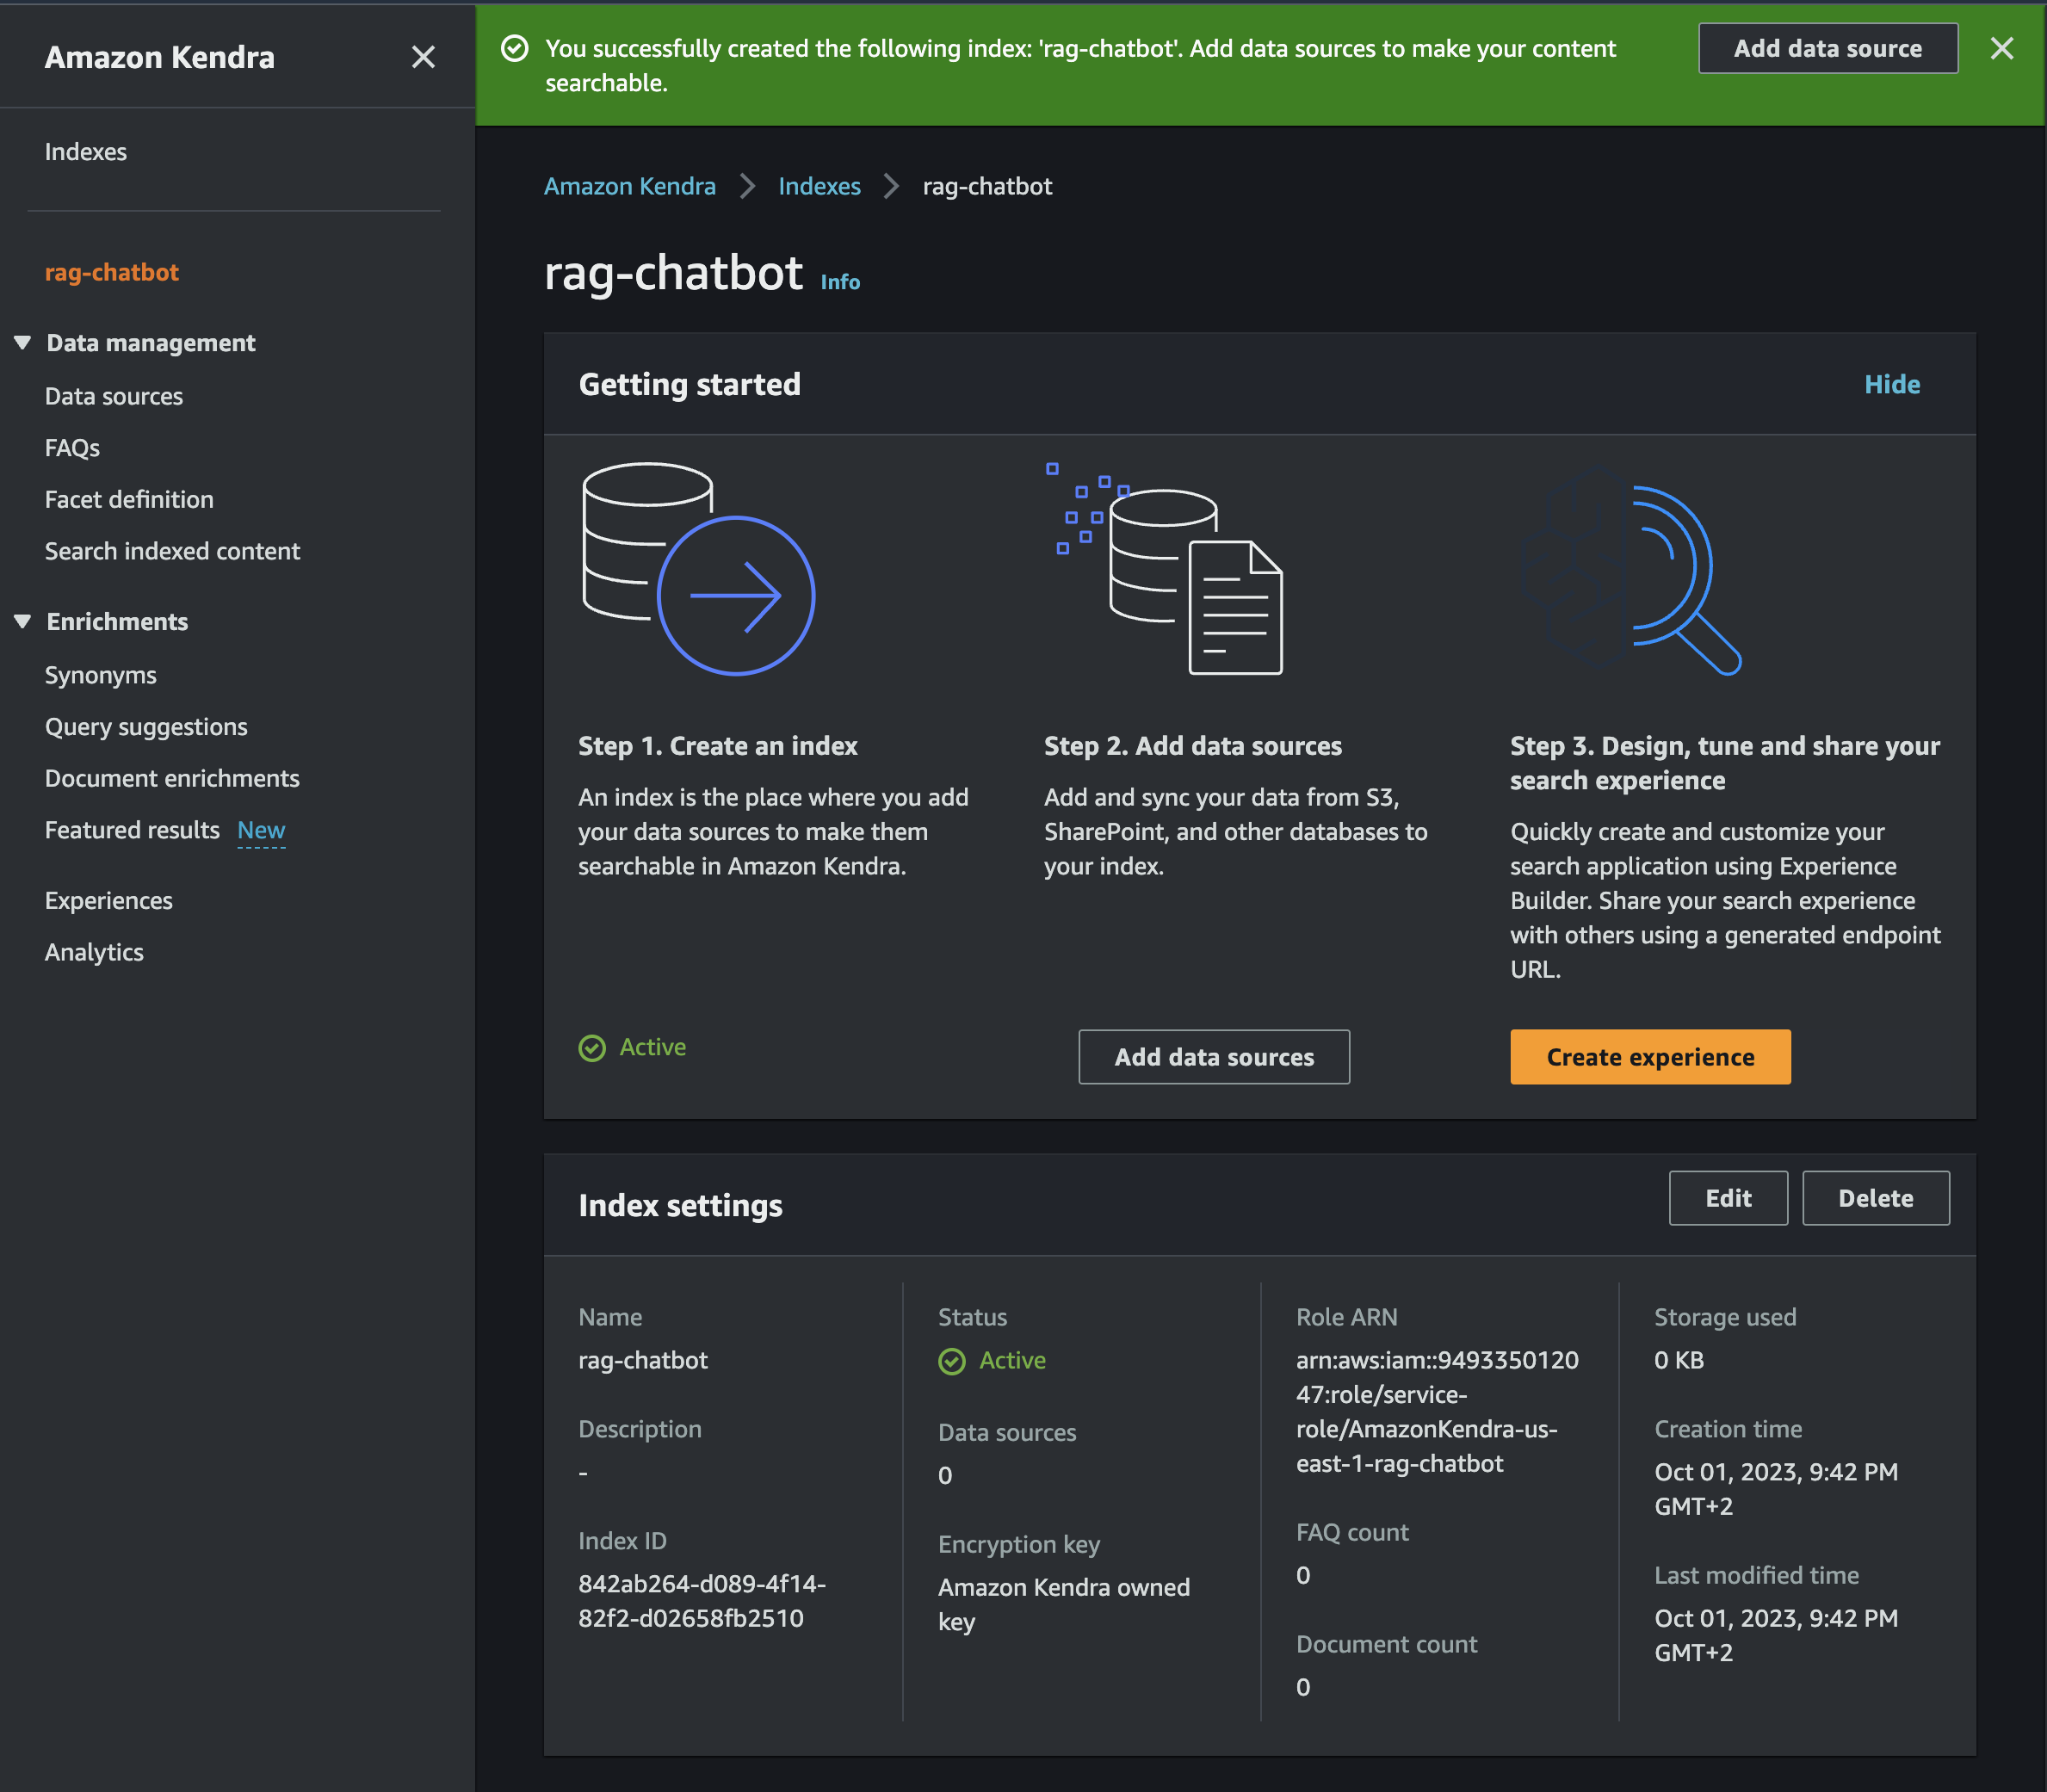 Amazon Kendra
Indexes
rag-chatbot
Data management
Data sources
FAQs
Facet definition
Search indexed content
Enrichments
Synonyms
Query suggestions
Document enrichments
Featured results New
Experiences
Analytics
You successfully created the following index: 'rag-chatbot'. Add data sources to make your content
searchable.
Add data source
Amazon Kendra
Indexes
rag-chatbot
rag-chatbot Info
Getting started
Hide
Step 1. Create an index
An index is the place where you add
your data sources to make them
searchable in Amazon Kendra.
Active
Step 2. Add data sources
Add and sync your data from S3,
SharePoint, and other databases to
your index.
Add data sources
Step 3. Design, tune and share your
search experience
Quickly create and customize your
search application using Experience
Builder. Share your search experience
with others using a generated endpoint
URL.
Create experience
Index settings
Edit
Delete
Name
rag-chatbot
Description
-
Index ID
842ab264-d089-4f14-
82f2-d02658fb2510
Status
Active
Data sources
0
Encryption key
Amazon Kendra owned
key
Role ARN
arn:aws:iam::9493350120
47:role/service-
role/AmazonKendra-us-
east-1-rag-chatbot
FAQ count
0
Document count
0
Storage used
0 KB
Creation time
Oct 01, 2023, 9:42 PM
GMT+2
Last modified time
Oct 01, 2023, 9:42 PM
GMT+2